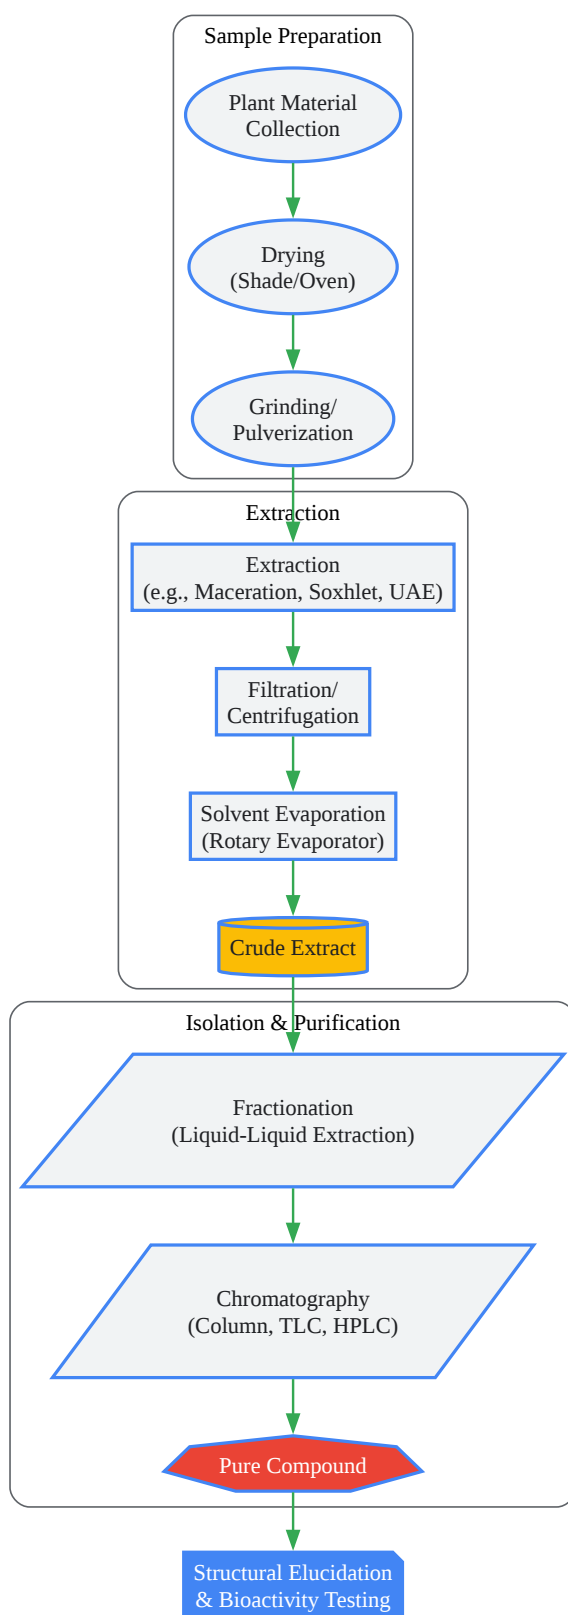 Sample Preparation
Plant Material
Collection
Drying
(Shade/Oven)
Grinding/
Pulverization
Extraction
Extraction
(e.g., Maceration, Soxhlet, UAE)
Filtration/
Centrifugation
Solvent Evaporation
(Rotary Evaporator)
Crude Extract
Isolation & Purification
Fractionation
(Liquid-Liquid Extraction)
Chromatography
(Column, TLC, HPLC)
Pure Compound
Structural Elucidation
& Bioactivity Testing